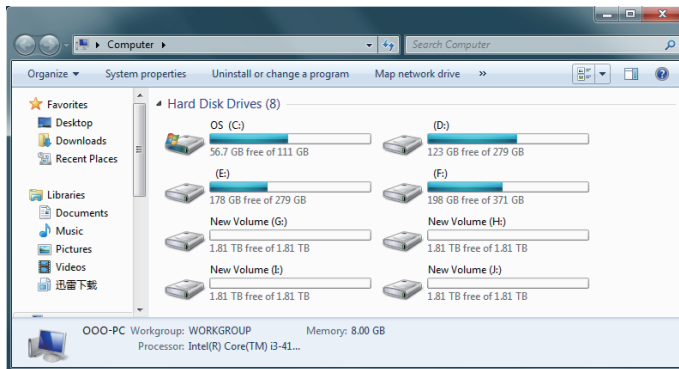 Computer
Search Computer
Organize
System properties
Uninstall or change a program
Map network drive
»
Favorites
Desktop
Downloads
Recent Places
Libraries
Documents
Music
Pictures
Videos
迅雷下载
Hard Disk Drives (8)
OS (C:)
56.7 GB free of 111 GB
(D:)
123 GB free of 279 GB
(E:)
178 GB free of 279 GB
(F:)
198 GB free of 371 GB
New Volume (G:)
1.81 TB free of 1.81 TB
New Volume (H:)
1.81 TB free of 1.81 TB
New Volume (I:)
1.81 TB free of 1.81 TB
New Volume (J:)
1.81 TB free of 1.81 TB
OOO-PC Workgroup: WORKGROUP Memory: 8.00 GB
Processor: Intel(R) Core(TM) i3-41...